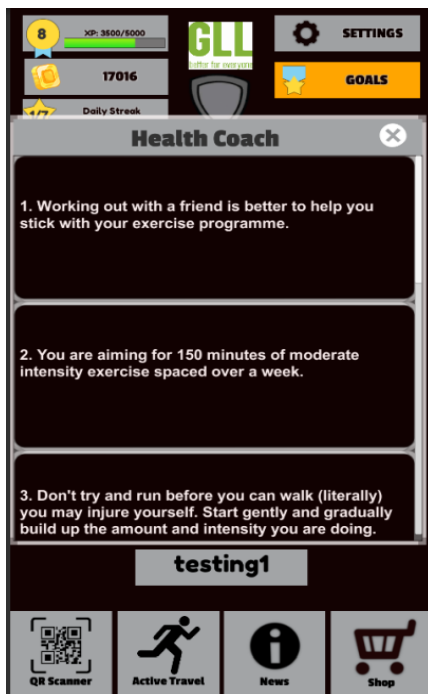 8
XP: 3500/5000
GLL
better for everyone
SETTINGS
17016
GOALS
1/7
Daily Streak
Health Coach
1. Working out with a friend is better to help you
stick with your exercise programme.
2. You are aiming for 150 minutes of moderate
intensity exercise spaced over a week.
3. Don't try and run before you can walk (literally)
you may injure yourself. Start gently and gradually
build up the amount and intensity you are doing.
testing1
QR Scanner
Active Travel
News
Shop